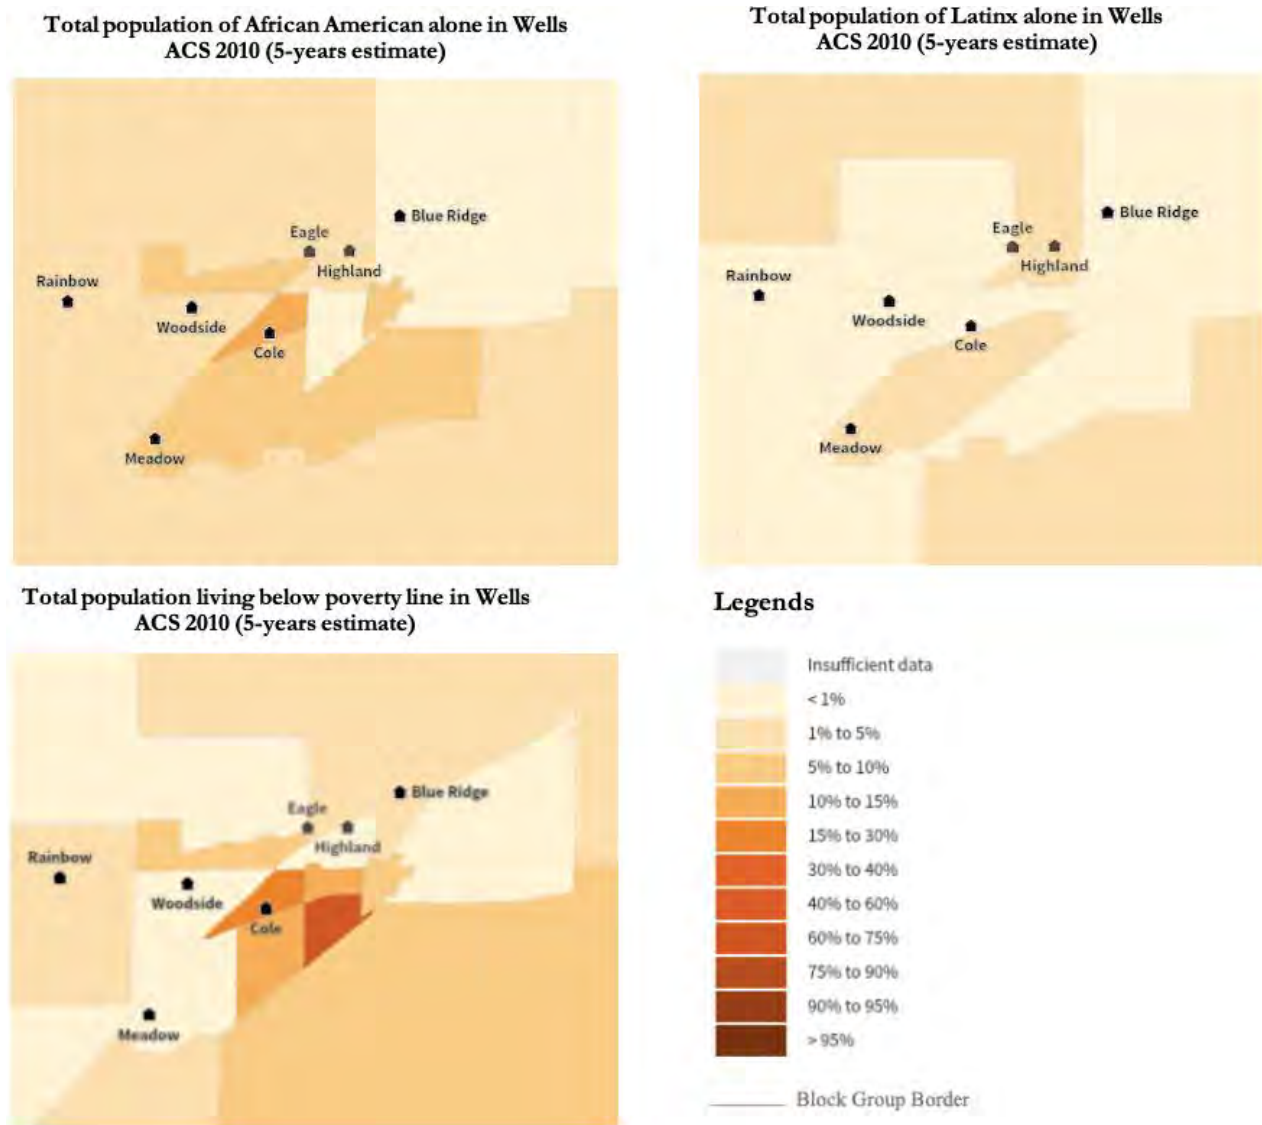 Total population of African American alone in Wells
ACS 2010 (5-years estimate)
Eagle
Blue Ridge
Highland
Rainbow
Woodside
Cole
Meadow
Total population of Latinx alone in Wells
ACS 2010 (5-years estimate)
Blue Ridge
Eagle
Highland
Rainbow
Woodside
Cole
Meadow
Total population living below poverty line in Wells
ACS 2010 (5-years estimate)
Blue Ridge
Eagle
Highland
Rainbow
Woodside
Cole
Meadow
Legends
Insufficient data
< 1%
1% to 5%
5% to 10%
10% to 15%
15% to 30%
30% to 40%
40% to 60%
60% to 75%
75% to 90%
90% to 95%
> 95%
Block Group Border